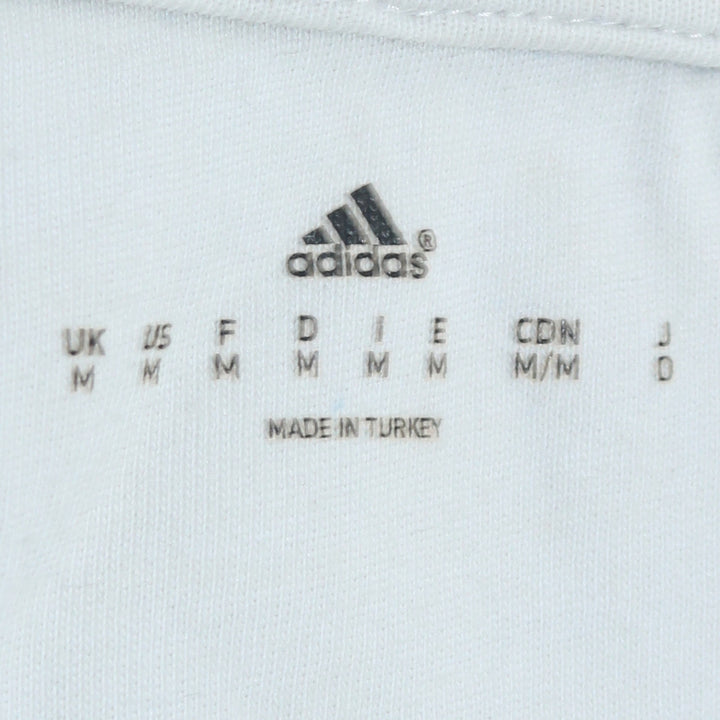 adidas®
UK US F D I E CDN J
M M M M M M M/M D
MADE IN TURKEY